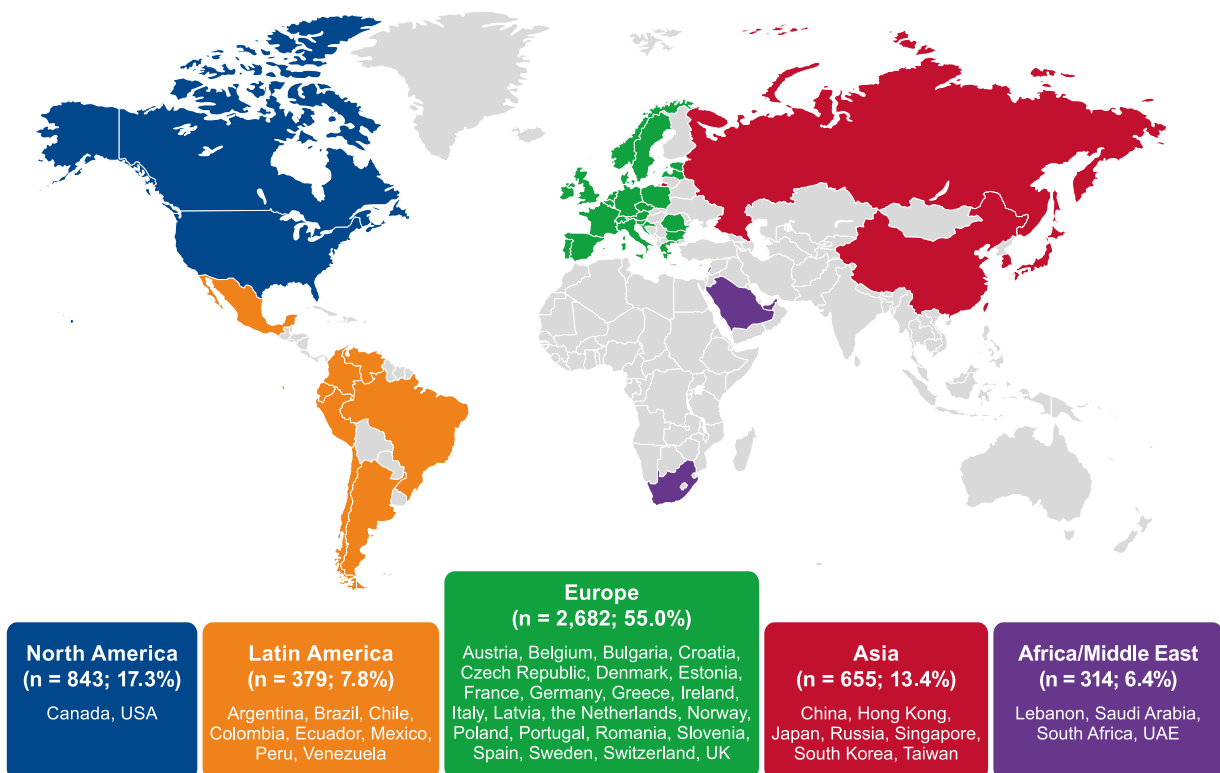 North America
(n = 843; 17.3%)
Canada, USA
Latin America
(n = 379; 7.8%)
Argentina, Brazil, Chile,
Colombia, Ecuador, Mexico,
Peru, Venezuela
Europe
(n = 2,682; 55.0%)
Austria, Belgium, Bulgaria, Croatia,
Czech Republic, Denmark, Estonia,
France, Germany, Greece, Ireland,
Italy, Latvia, the Netherlands, Norway,
Poland, Portugal, Romania, Slovenia,
Spain, Sweden, Switzerland, UK
Asia
(n = 655; 13.4%)
China, Hong Kong,
Japan, Russia, Singapore,
South Korea, Taiwan
Africa/Middle East
(n = 314; 6.4%)
Lebanon, Saudi Arabia,
South Africa, UAE